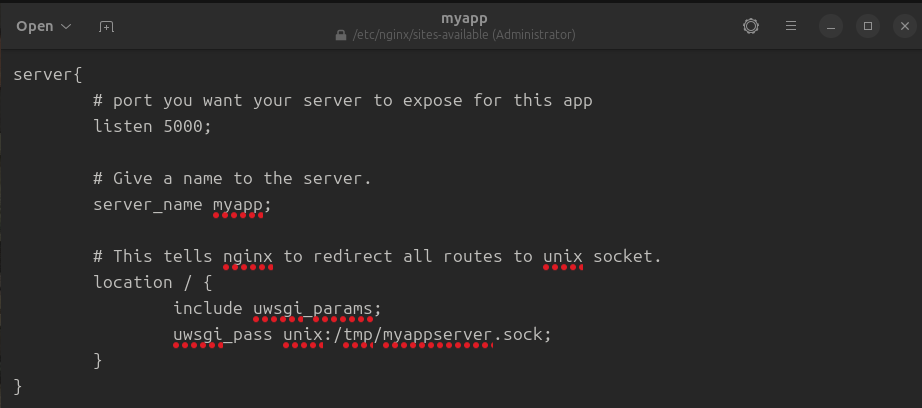 Open
myapp
/etc/nginx/sites-available (Administrator)
server{
# port you want your server to expose for this app
listen 5000;
# Give a name to the server.
server_name myapp;
# This tells nginx to redirect all routes to unix socket.
location / {
include uwsgi_params;
uwsgi_pass unix:/tmp/myappserver.sock;
}
}